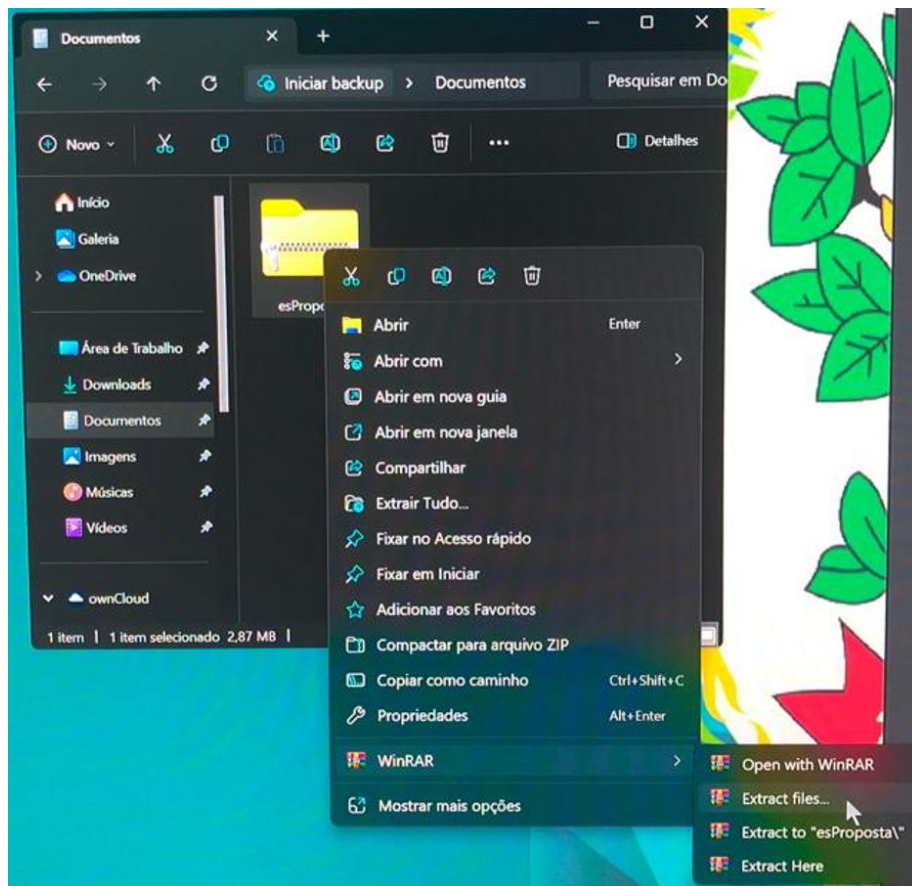 Documentos
Iniciar backup > Documentos
Pesquisar em Do
Novo
Detalhes
Início
Galeria
OneDrive
Área de Trabalho
Downloads
Documentos
Imagens
Músicas
Vídeos
ownCloud
1 item | 1 item selecionado 2,87 MB |
esPropo
Abrir Enter
Abrir com
Abrir em nova guia
Abrir em nova janela
Compartilhar
Extrair Tudo...
Fixar no Acesso rápido
Fixar em Iniciar
Adicionar aos Favoritos
Compactar para arquivo ZIP
Copiar como caminho Ctrl+Shift+C
Propriedades Alt+Enter
WinRAR
Mostrar mais opções
Open with WinRAR
Extract files...
Extract to "esProposta\"
Extract Here